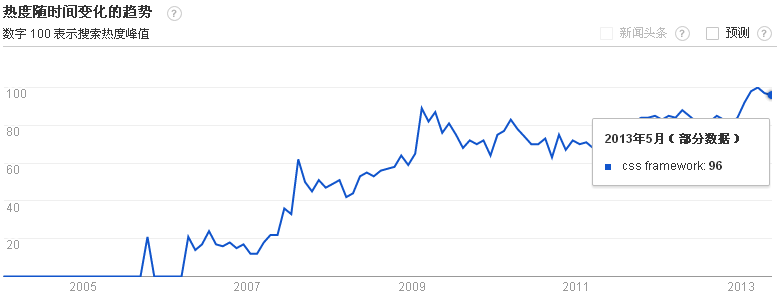 热度随时间变化的趋势 ?
数字 100 表示搜索热度峰值
新闻头条 ? 预测 ?
100
80
60
40
20
2013年5月 ( 部分数据 )
css framework: 96
2005 2007 2009 2011 2013